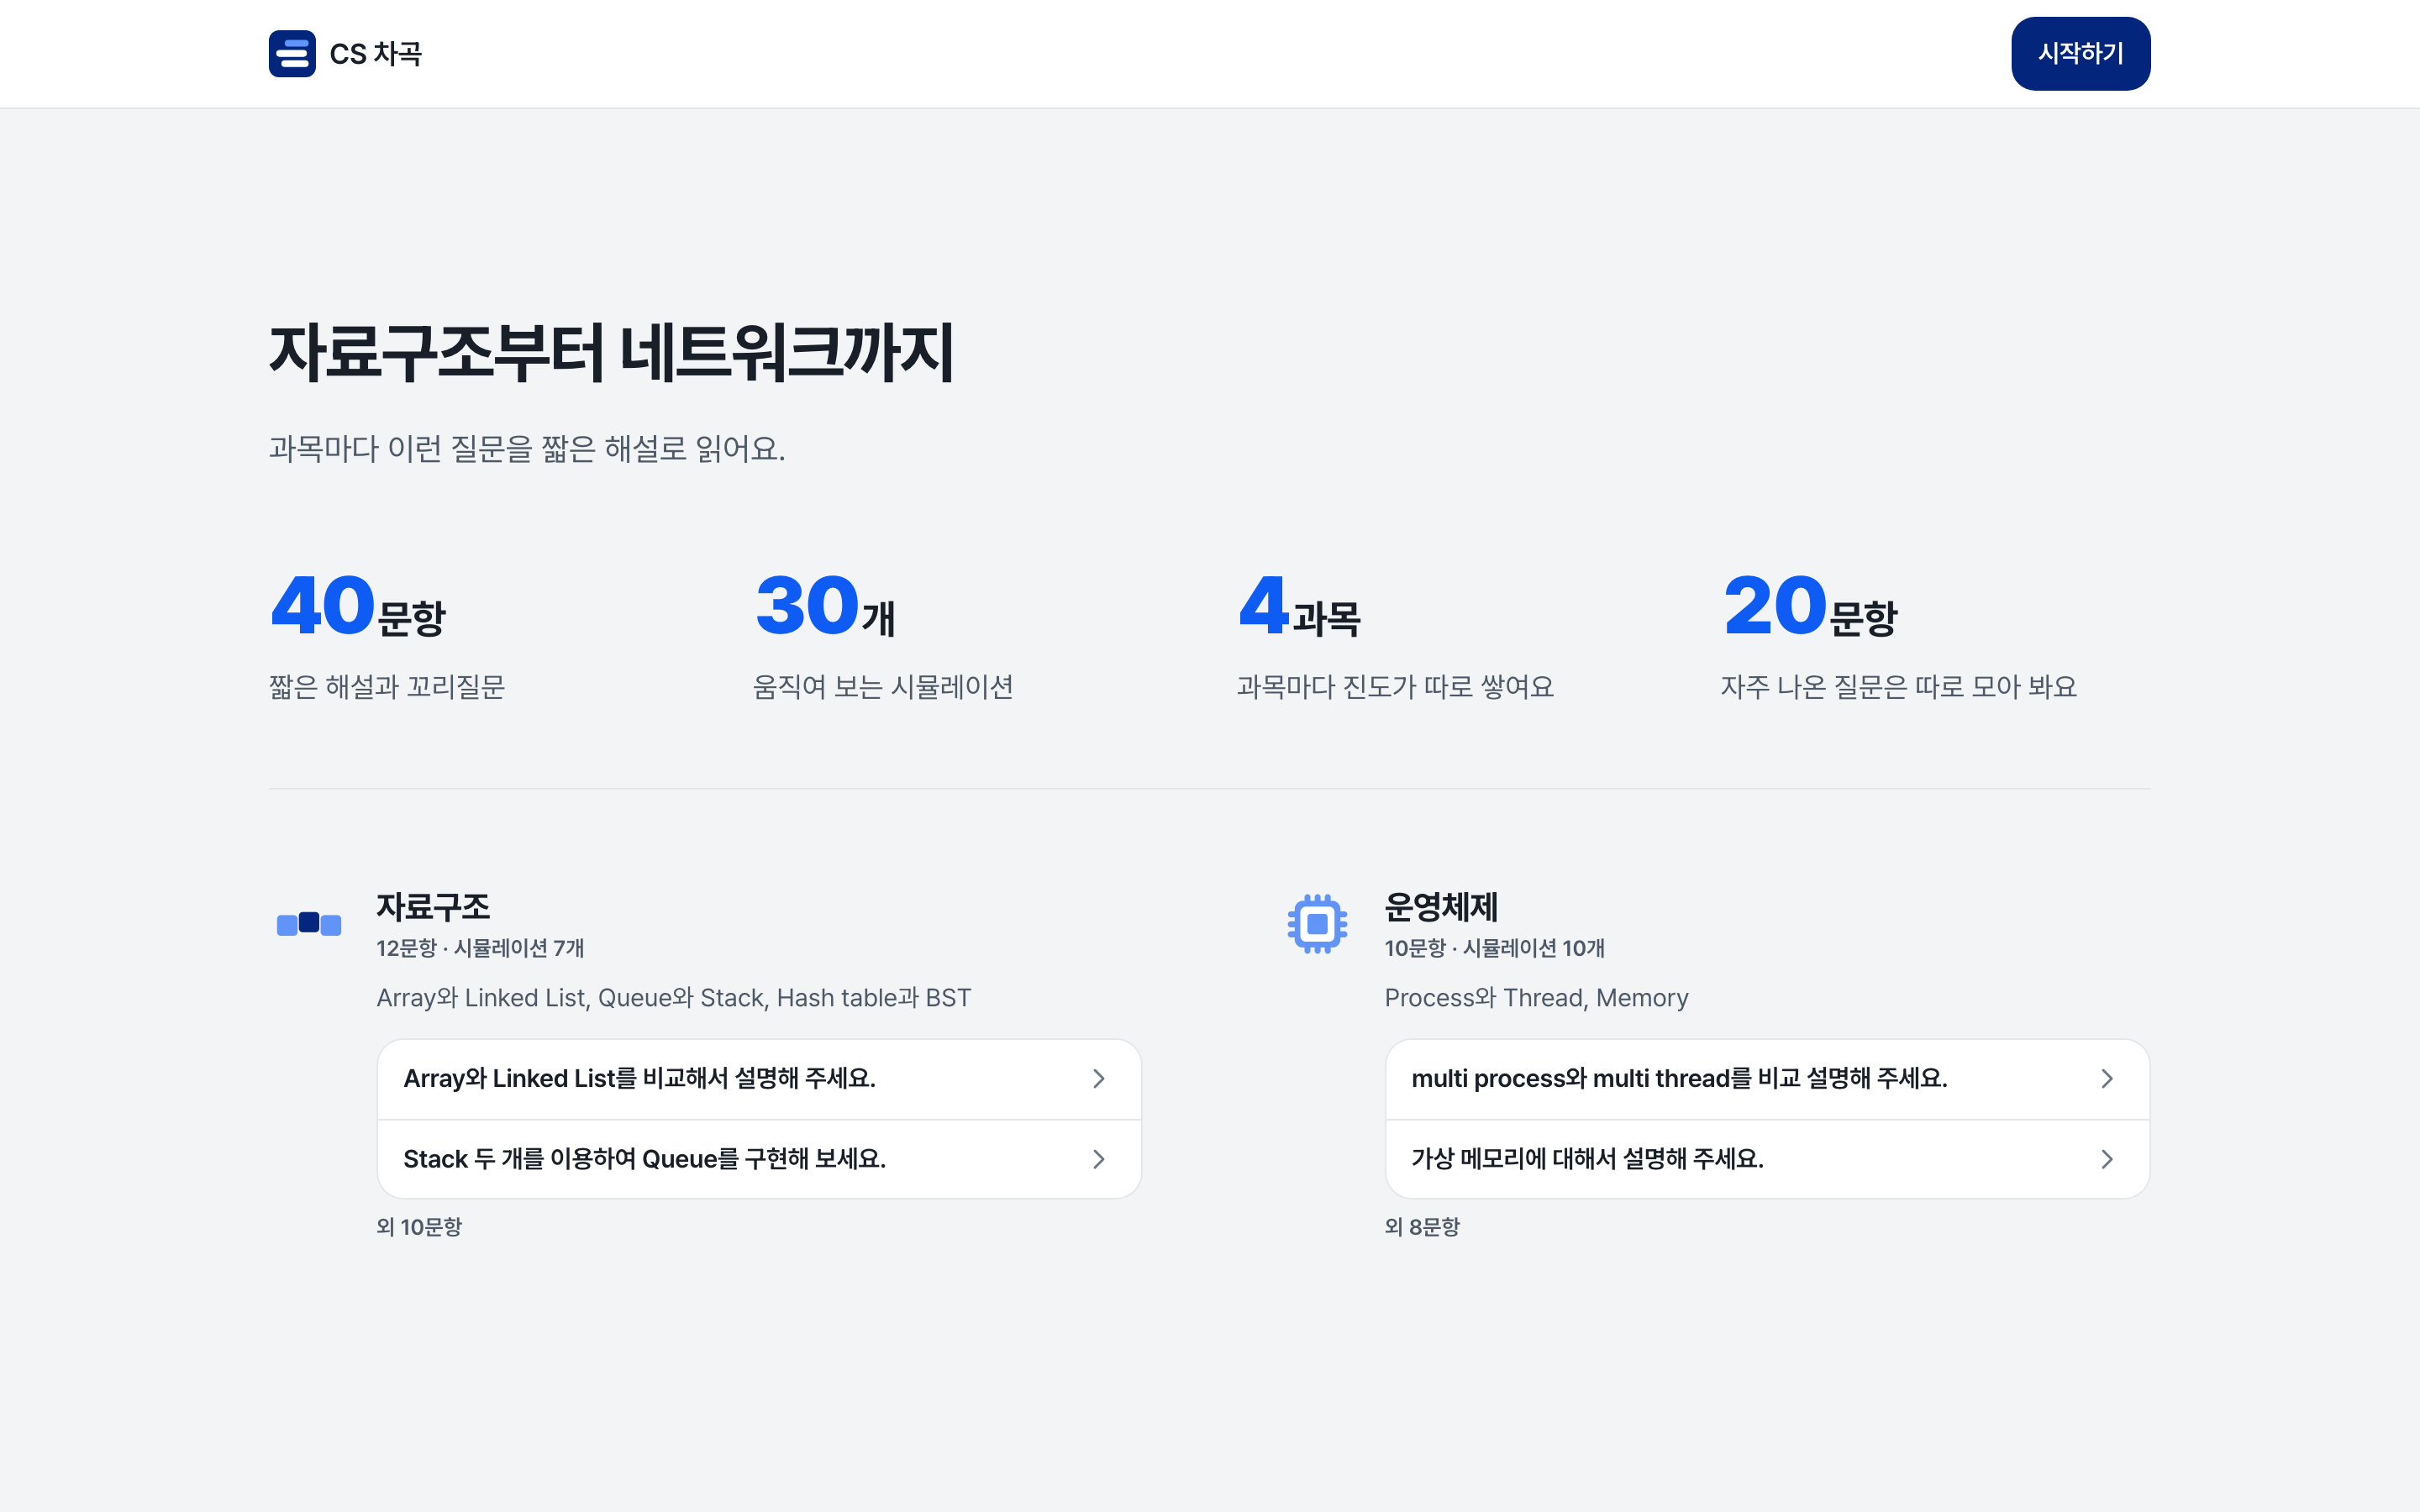 CS 차곡
시작하기
자료구조부터 네트워크까지
과목마다 이런 질문을 짧은 해설로 읽어요.
40문항
짧은 해설과 꼬리질문
30개
움직여 보는 시뮬레이션
4과목
과목마다 진도가 따로 쌓여요
20문항
자주 나온 질문은 따로 모아 봐요
자료구조
12문항 · 시뮬레이션 7개
Array와 Linked List, Queue와 Stack, Hash table과 BST
Array와 Linked List를 비교해서 설명해 주세요.
Stack 두 개를 이용하여 Queue를 구현해 보세요.
외 10문항
운영체제
10문항 · 시뮬레이션 10개
Process와 Thread, Memory
multi process와 multi thread를 비교 설명해 주세요.
가상 메모리에 대해서 설명해 주세요.
외 8문항